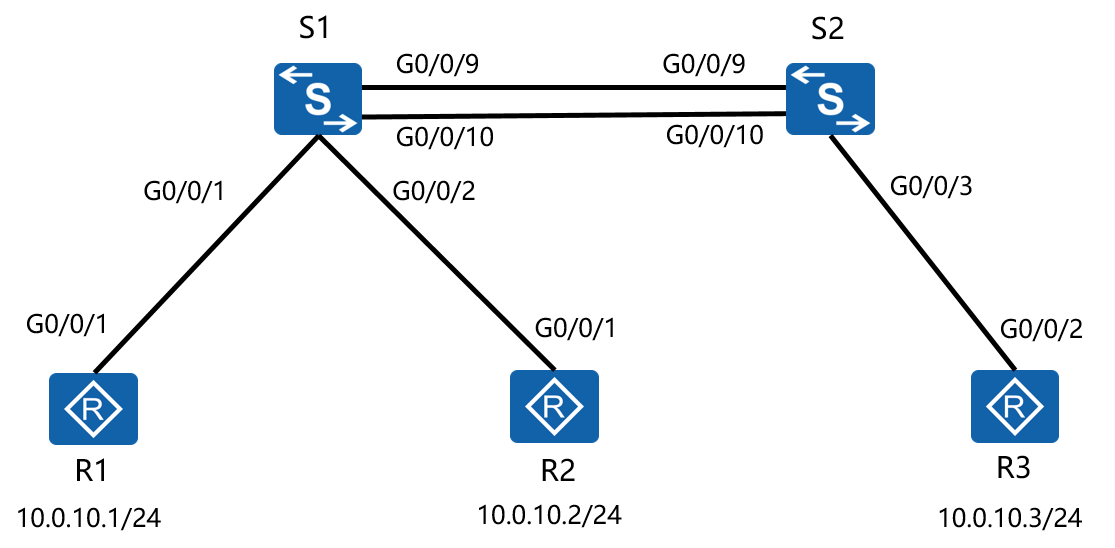 S1
S2
G0/0/9
G0/0/9
S
S
G0/0/10
G0/0/10
G0/0/1
G0/0/2
G0/0/3
G0/0/1
G0/0/1
G0/0/2
R
R
R
R1
R2
R3
10.0.10.1/24
10.0.10.2/24
10.0.10.3/24